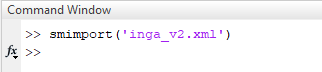 Command Window
>> smimport('inga_v2.xml')
fx >>